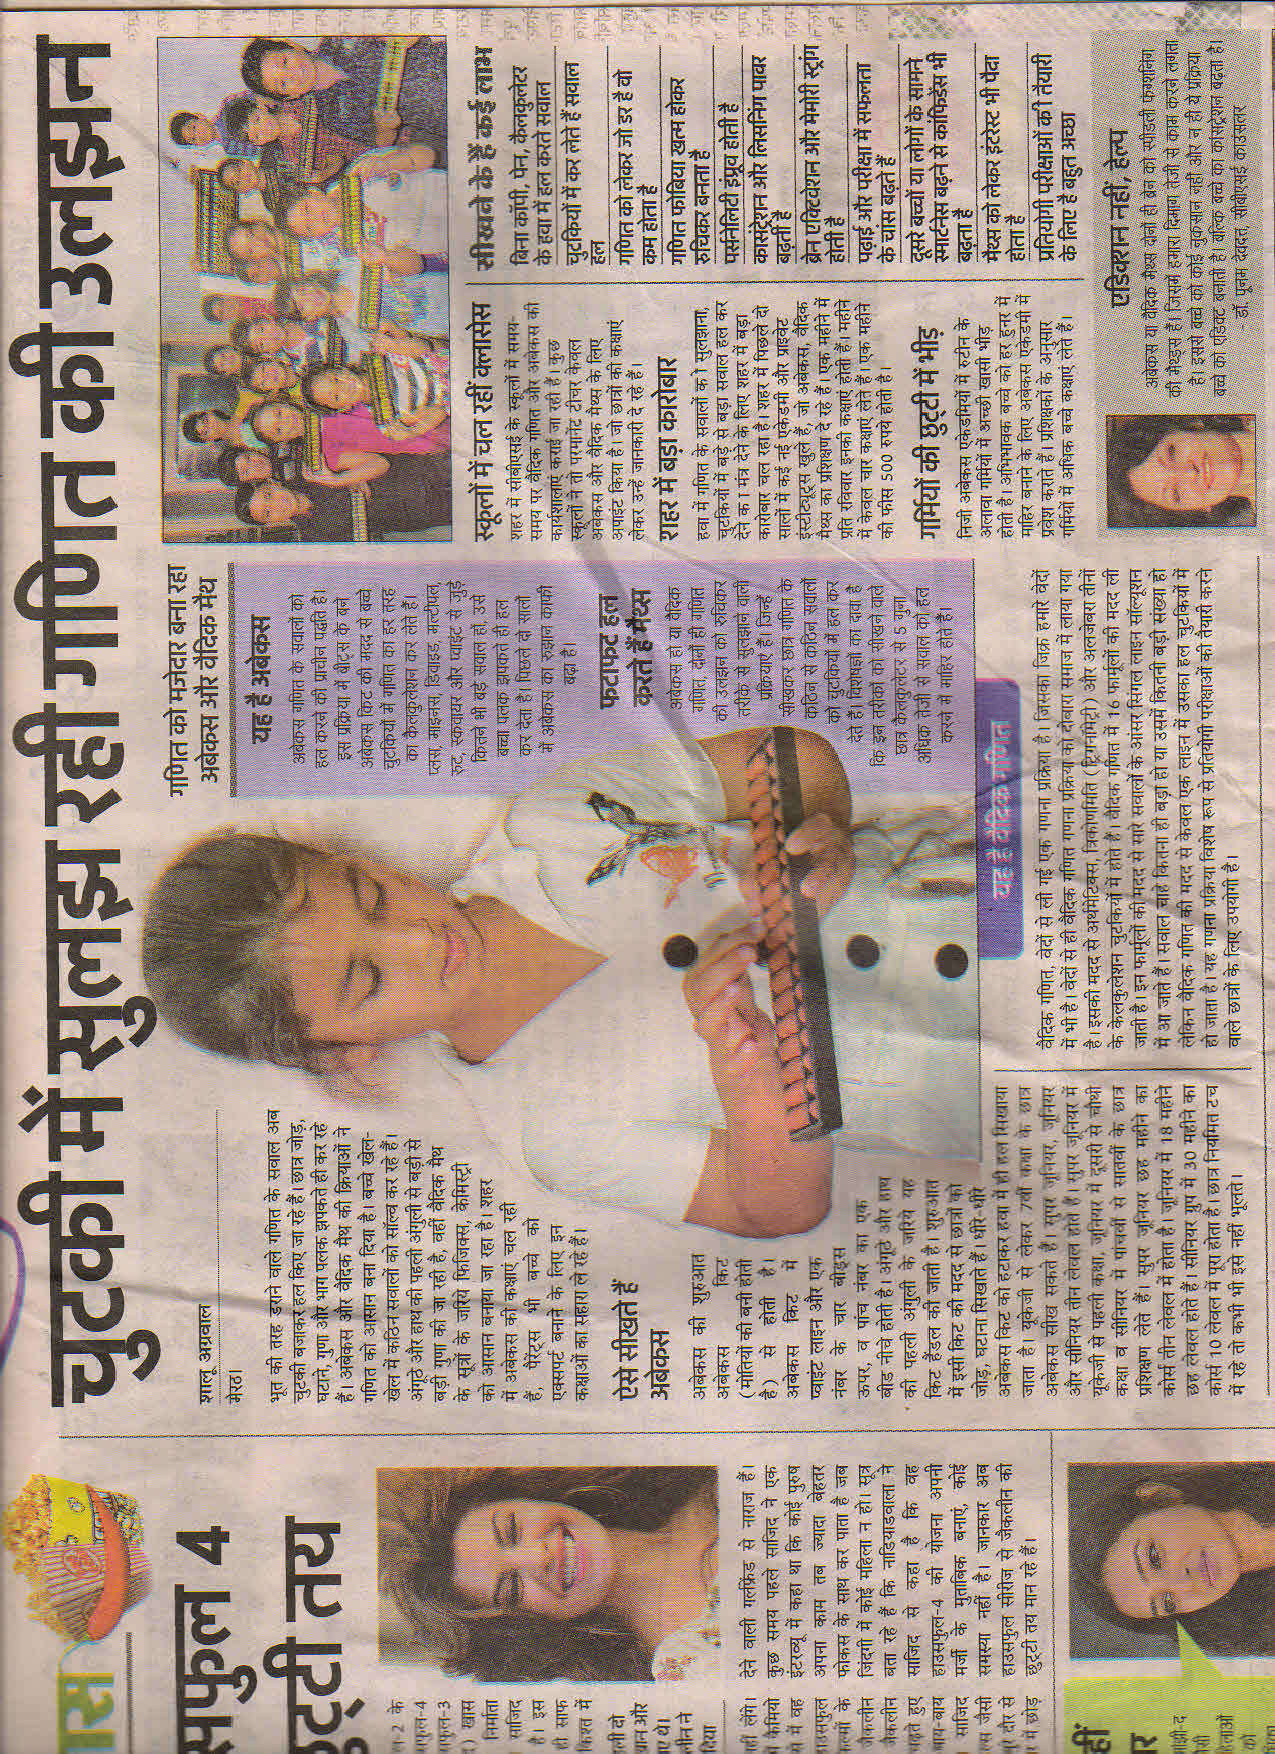 चुटकी में सुलझ रही गणित की उलझन
गणित को मजेदार बना रहा
अबेकस और वैदिक मैथ
शालू अग्रवाल
मेरठ।
भूत की तरह डराने वाले गणित के सवाल अब
चुटकी बजाकर हल किए जा रहे हैं। छात्र जोड़,
घटाने, गुणा और भाग पलक झपकते ही कर रहे
हैं। अबेकस और वैदिक मैथ की क्रियाओं ने
गणित को आसान बना दिया है। बच्चे खेल-
खेल में कठिन सवालों को सॉल्व कर रहे हैं।
अंगूठे और हाथ की पहली अंगुली से बड़ी से
बड़ी गुणा की जा रही है, वहीं वैदिक मैथ
के सूत्रों के जरिये फिजिक्स, केमिस्ट्री
को आसान बनाया जा रहा है। शहर
में अबेकस की कक्षाएं चल रही
हैं, पैरेंट्स भी बच्चे को
एक्सपर्ट बनाने के लिए इन
कक्षाओं का सहारा ले रहे हैं।
ऐसे सीखते हैं
अबेकस
अबेकस की शुरुआत
अबेकस किट
(मोतियों की बनी होती
है) से होती है।
अबेकस किट में
प्वाइंट लाइन और एक
नंबर के चार बीड्स
ऊपर, व पांच नंबर का एक
बीड नीचे होती है। अंगूठे और हाथ
की पहली अंगुली के जरिये यह
किट हैंडल की जाती है। शुरुआत
में इसी किट की मदद से छात्रों को
जोड़, घटाना सिखाते हैं। धीरे-धीरे
अबेकस किट को हटाकर हवा में ही हल सिखाया
जाता है। यूकेजी से लेकर 7वीं कक्षा के छात्र
अबेकस सीख सकते हैं। सुपर जूनियर, जूनियर
और सीनियर तीन लेवल होते हैं। सुपर जूनियर में
यूकेजी से पहली कक्षा, जूनियर में दूसरी से चौथी
कक्षा व सीनियर में पांचवीं से सातवीं के छात्र
प्रशिक्षण लेते हैं। सुपर जूनियर छह महीने का
कोर्स तीन लेवल में होता है। जूनियर में 18 महीने
छह लेवल होते हैं। सीनियर ग्रुप में 30 महीने का
कोर्स 10 लेवल में पूरा होता है। छात्र नियमित टच
में रहे तो कभी भी इसे नहीं भूलते।
यह है अबेकस
अबेकस गणित के सवालों को
हल करने की प्राचीन पद्धति है।
इस प्रक्रिया में बीट्स के बने
अबेकस किट की मदद से बच्चे
चुटकियों में गणित का हर तरह
का कैलकुलेशन कर लेते हैं।
प्लस, माइनस, डिवाइड, मल्टीपल,
रुट, स्कवायर और प्वाइंट से जुड़े
कितने भी बड़े सवाल हों, उसे
बच्चा पलक झपकते ही हल
कर देता है। पिछले दो सालों
में अबेकस का रुझान काफी
बढ़ा है।
फटाफट हल
करते हैं मैथ्स
अबेकस हो या वैदिक
गणित, दोनों ही गणित
की उलझन को रुचिकर
तरीके से सुलझाने वाली
प्रक्रियाएं हैं। जिन्हें
सीखकर छात्र गणित के
कठिन से कठिन सवालों
को चुटकियों में हल कर
देते हैं। विशेषज्ञों का दावा है
कि इन तरीकों को सीखने वाले
छात्र कैलकुलेटर से 5 गुना
अधिक तेजी से सवाल को हल
करने में माहिर होते हैं।
यह है वैदिक गणित
वैदिक गणित, वेदों से ली गई एक गणना प्रक्रिया है। जिसका जिक्र हमारे वेदों
में भी है। वेदों से ही वैदिक गणित गणना प्रक्रिया को दोबारा समाज में लाया गया
है। इसकी मदद से अर्थमेटिक्स, त्रिकोणमिति (ट्रिगनामेट्री) और अलजेबरा तीनों
के कैलकुलेशन चुटकियों में होते हैं। वैदिक गणित में 16 फार्मूलों की मदद ली
जाती है। इन फार्मूलों की मदद से सारे सवालों के आंसर सिंगल लाइन सॉल्यूशन
में आ जाते हैं। सवाल चाहे कितना ही बड़ा हो या उसमें कितनी बड़ी संख्या हो
लेकिन वैदिक गणित की मदद से केवल एक लाइन में उसका हल चुटकियों में
हो जाता है। यह गणना प्रक्रिया विशेष रूप से प्रतियोगी परीक्षाओं की तैयारी करने
वाले छात्रों के लिए उपयोगी है।
स्कूलों में चल रहीं क्लासेस
शहर में सीबीएसई के स्कूलों में समय-
समय पर वैदिक गणित और अबेकस की
कार्यशालाएं कराई जा रही हैं। कुछ
स्कूलों ने तो परमानेंट टीचर केवल
अबेकस और वैदिक मैथ्स के लिए
अपाइंट किया है। जो छात्रों की कक्षाएं
लेकर उन्हें जानकारी दे रहे हैं।
शहर में बड़ा कारोबार
हवा में गणित के सवालों को सुलझाना,
चुटकियों में बड़े से बड़ा सवाल हल कर
देने का मंत्र देने के लिए शहर में बड़ा
कारोबार चल रहा है। शहर में पिछले दो
सालों में कई नई एकेडमी और प्राइवेट
इंस्टीट्यूट्स खुले हैं, जो अबेकस, वैदिक
मैथ्स का प्रशिक्षण दे रहे हैं। एक महीने में
प्रति रविवार इनकी कक्षाएं होती हैं। महीने
में केवल चार कक्षाएं लेते हैं। एक महीने
की फीस 500 रुपये होती है।
गर्मियों की छुट्टी में भीड़
निजी अबेकस एकेडमियों में रुटीन के
अलावा गर्मियों में अच्छी खासी भीड़
होती है। अभिभावक बच्चे को हर हुनर में
माहिर बनाने के लिए अबेकस एकेडमी में
प्रवेश कराते हैं। प्रशिक्षकों के अनुसार
गर्मियों में अधिक बच्चे कक्षाएं लेते हैं।
सीखने के हैं कई लाभ
बिना कॉपी, पेन, कैलकुलेटर
के हवा में हल करते सवाल
चुटकियों में कर लेते हैं सवाल
हल
गणित को लेकर जो डर है वो
कम होता है
गणित फोबिया खत्म होकर
रुचिकर बनता है
पर्सनेलिटी इंप्रूव होती है
कासंट्रेशन और लिसनिंग पावर
बढ़ती है
ब्रेन एक्टिवेशन और मेमोरी स्ट्रांग
होती है
पढ़ाई और परीक्षा में सफलता
के चांस बढ़ते हैं
दूसरे बच्चों या लोगों के सामने
स्मार्टनेस बढ़ने से कांफिडेंस भी
बढ़ता है
मैथ्स को लेकर इंटरेस्ट भी पैदा
होता है
प्रतियोगी परीक्षाओं की तैयारी
के लिए है बहुत अच्छा
एडिक्शन नहीं, हेल्प
अबेकस या वैदिक मैथ्स दोनों ही ब्रेन की स्पीडली फंक्शनिंग
की मैथड्स हैं। जिसमें हमारा दिमाग तेजी से काम करने लगता
है। इससे बच्चे को कोई नुकसान नहीं और न ही ये प्रक्रिया
बच्चे को एडिक्ट बनाती है बल्कि बच्चे का कांसट्रेशन बढ़ता है।
डॉ. पूनम देवदत्त, सीबीएसई काउंसलर
सफुल 4
छुट्टी तय
देने वाली गर्लफ्रेंड से नाराज हैं।
कुछ समय पहले साजिद ने एक
इंटरव्यू में कहा था कि कोई पुरुष
अपना काम तब ज्यादा बेहतर
फोकस के साथ कर पाता है जब
जिंदगी में कोई महिला न हो। सूत्र
बता रहे हैं कि नाडियाडवाला ने
साजिद से कहा है कि वह
हाउसफुल-4 की योजना अपनी
मर्जी के मुताबिक बनाएं, कोई
समस्या नहीं है। जानकार अब
हाउसफुल सीरीज से जैकलीन की
छुट्टी तय मान रहे हैं।